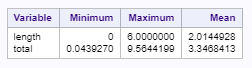 Variable Minimum Maximum Mean
length 0 6.0000000 2.0144928
total 0.0439270 9.5644199 3.3468413